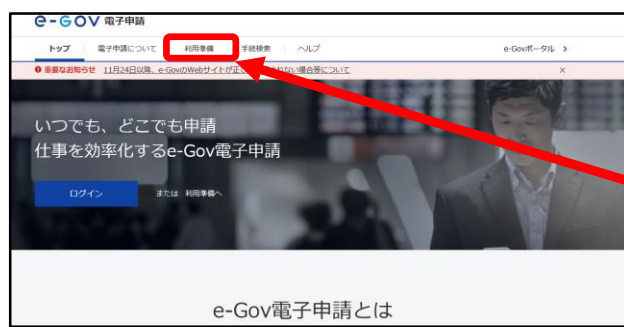 e-GOV 電子申請
トップ 電子申請について 利用準備 手続検索 ヘルプ e-Govポータル
重要なお知らせ 11月24日以降、e-GovのWebサイトが正 ない場合等について
いつでも、どこでも申請
仕事を効率化するe-Gov電子申請
ログイン または 利用準備へ
e-Gov電子申請とは